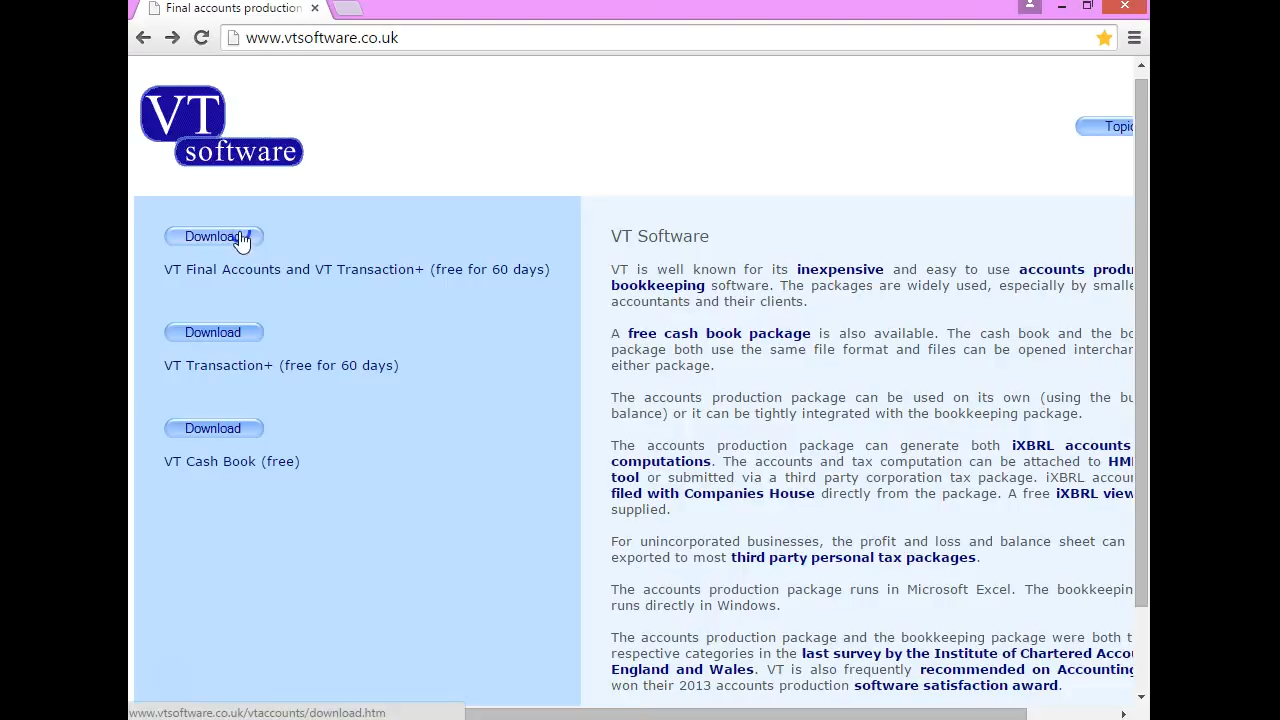 Final accounts production
www.vtsoftware.co.uk
VT
software
Topic
Download
VT Final Accounts and VT Transaction+ (free for 60 days)
Download
VT Transaction+ (free for 60 days)
Download
VT Cash Book (free)
VT Software
VT is well known for its inexpensive and easy to use accounts produ
bookkeeping software. The packages are widely used, especially by smalle
accountants and their clients.
A free cash book package is also available. The cash book and the bo
package both use the same file format and files can be opened interchan
either package.
The accounts production package can be used on its own (using the bu
balance) or it can be tightly integrated with the bookkeeping package.
The accounts production package can generate both iXBRL accounts
computations. The accounts and tax computation can be attached to HM
tool or submitted via a third party corporation tax package. iXBRL accoun
filed with Companies House directly from the package. A free iXBRL view
supplied.
For unincorporated businesses, the profit and loss and balance sheet can
exported to most third party personal tax packages.
The accounts production package runs in Microsoft Excel. The bookkeepin
runs directly in Windows.
The accounts production package and the bookkeeping package were both t
respective categories in the last survey by the Institute of Chartered Accou
England and Wales. VT is also frequently recommended on Accounting
won their 2013 accounts production software satisfaction award.
www.vtsoftware.co.uk/vtaccounts/download.htm